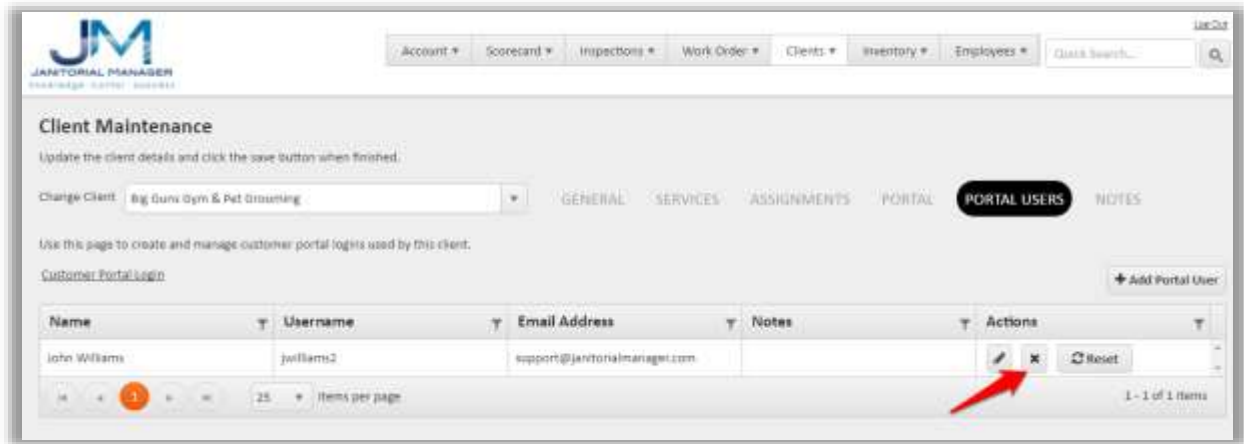 Log Out
JM
JANITORIAL MANAGER
Account Scorecard Inspections Work Order Clients Inventory Employees Quick Search...
Client Maintenance
Update the client details and click the save button when finished.
Change Client Big Guns Gym & Pet Grooming GENERAL SERVICES ASSIGNMENTS PORTAL PORTAL USERS NOTES
Use this page to create and manage customer portal logins used by this client.
Customer Portal Login
+ Add Portal User
Name Username Email Address Notes Actions
John Williams jwilliams2 support@janitorialmanager.com Reset
1 25 items per page 1 - 1 of 1 items